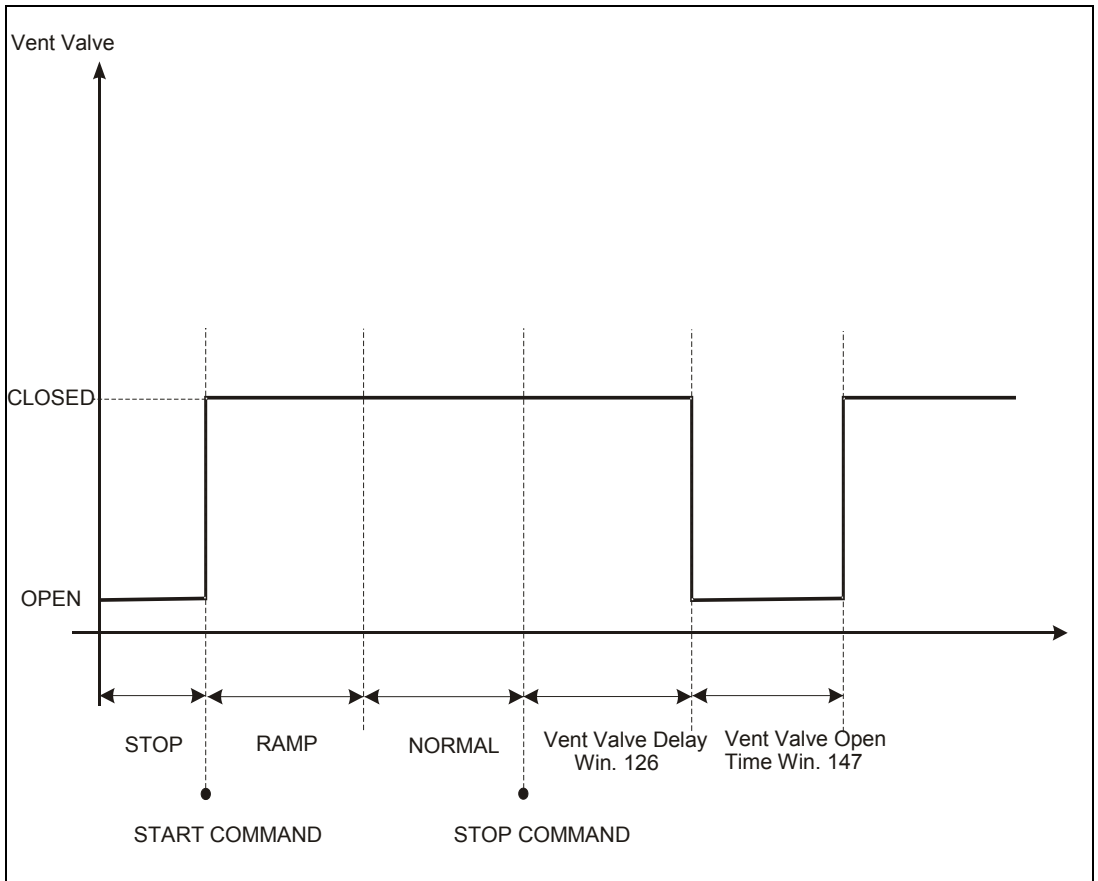 Vent Valve
CLOSED
OPEN
STOP
RAMP
NORMAL
Vent Valve Delay
Win. 126
Vent Valve Open
Time Win. 147
START COMMAND
STOP COMMAND